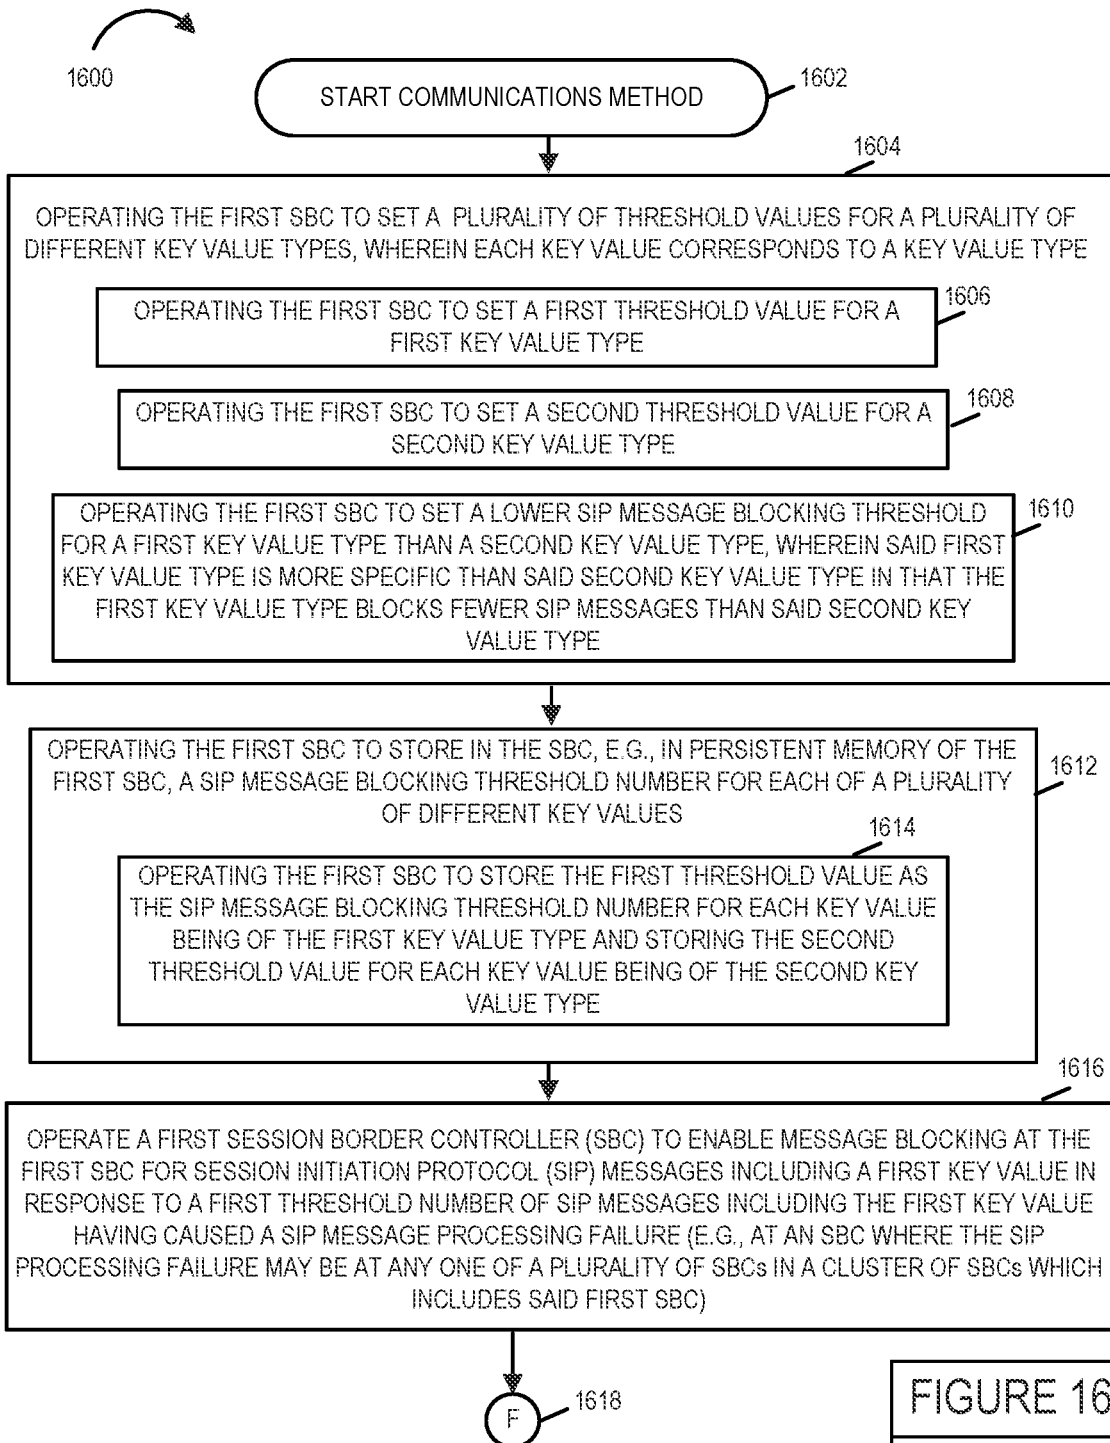 1600
START COMMUNICATIONS METHOD
1602
1604
OPERATING THE FIRST SBC TO SET A PLURALITY OF THRESHOLD VALUES FOR A PLURALITY OF
DIFFERENT KEY VALUE TYPES, WHEREIN EACH KEY VALUE CORRESPONDS TO A KEY VALUE TYPE
1606
OPERATING THE FIRST SBC TO SET A FIRST THRESHOLD VALUE FOR A
FIRST KEY VALUE TYPE
1608
OPERATING THE FIRST SBC TO SET A SECOND THRESHOLD VALUE FOR A
SECOND KEY VALUE TYPE
1610
OPERATING THE FIRST SBC TO SET A LOWER SIP MESSAGE BLOCKING THRESHOLD
FOR A FIRST KEY VALUE TYPE THAN A SECOND KEY VALUE TYPE, WHEREIN SAID FIRST
KEY VALUE TYPE IS MORE SPECIFIC THAN SAID SECOND KEY VALUE TYPE IN THAT THE
FIRST KEY VALUE TYPE BLOCKS FEWER SIP MESSAGES THAN SAID SECOND KEY
VALUE TYPE
OPERATING THE FIRST SBC TO STORE IN THE SBC, E.G., IN PERSISTENT MEMORY OF THE
FIRST SBC, A SIP MESSAGE BLOCKING THRESHOLD NUMBER FOR EACH OF A PLURALITY
OF DIFFERENT KEY VALUES
1612
1614
OPERATING THE FIRST SBC TO STORE THE FIRST THRESHOLD VALUE AS
THE SIP MESSAGE BLOCKING THRESHOLD NUMBER FOR EACH KEY VALUE
BEING OF THE FIRST KEY VALUE TYPE AND STORING THE SECOND
THRESHOLD VALUE FOR EACH KEY VALUE BEING OF THE SECOND KEY
VALUE TYPE
1616
OPERATE A FIRST SESSION BORDER CONTROLLER (SBC) TO ENABLE MESSAGE BLOCKING AT THE
FIRST SBC FOR SESSION INITIATION PROTOCOL (SIP) MESSAGES INCLUDING A FIRST KEY VALUE IN
RESPONSE TO A FIRST THRESHOLD NUMBER OF SIP MESSAGES INCLUDING THE FIRST KEY VALUE
HAVING CAUSED A SIP MESSAGE PROCESSING FAILURE (E.G., AT AN SBC WHERE THE SIP
PROCESSING FAILURE MAY BE AT ANY ONE OF A PLURALITY OF SBCs IN A CLUSTER OF SBCs WHICH
INCLUDES SAID FIRST SBC)
F
1618
FIGURE 16